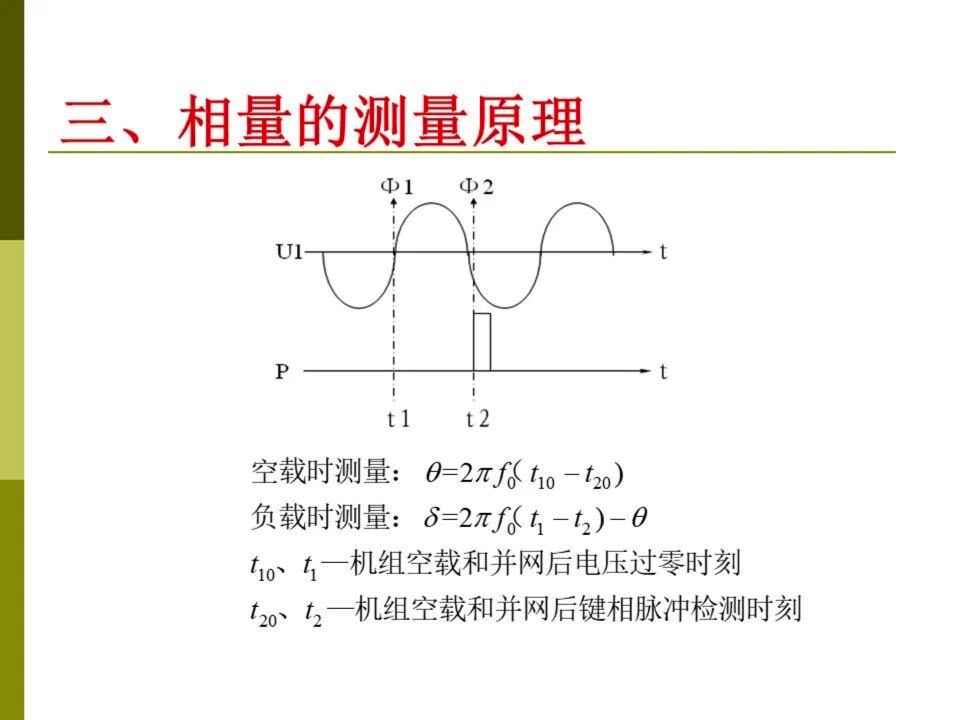 三、相量的测量原理
Φ1 Φ2
U1 t
P t
t1 t2
空载时测量： θ=2πf₀(t₁₀－t₂₀)
负载时测量： δ=2πf₀(t₁－t₂)－θ
t₁₀、t₁—机组空载和并网后电压过零时刻
t₂₀、t₂—机组空载和并网后键相脉冲检测时刻